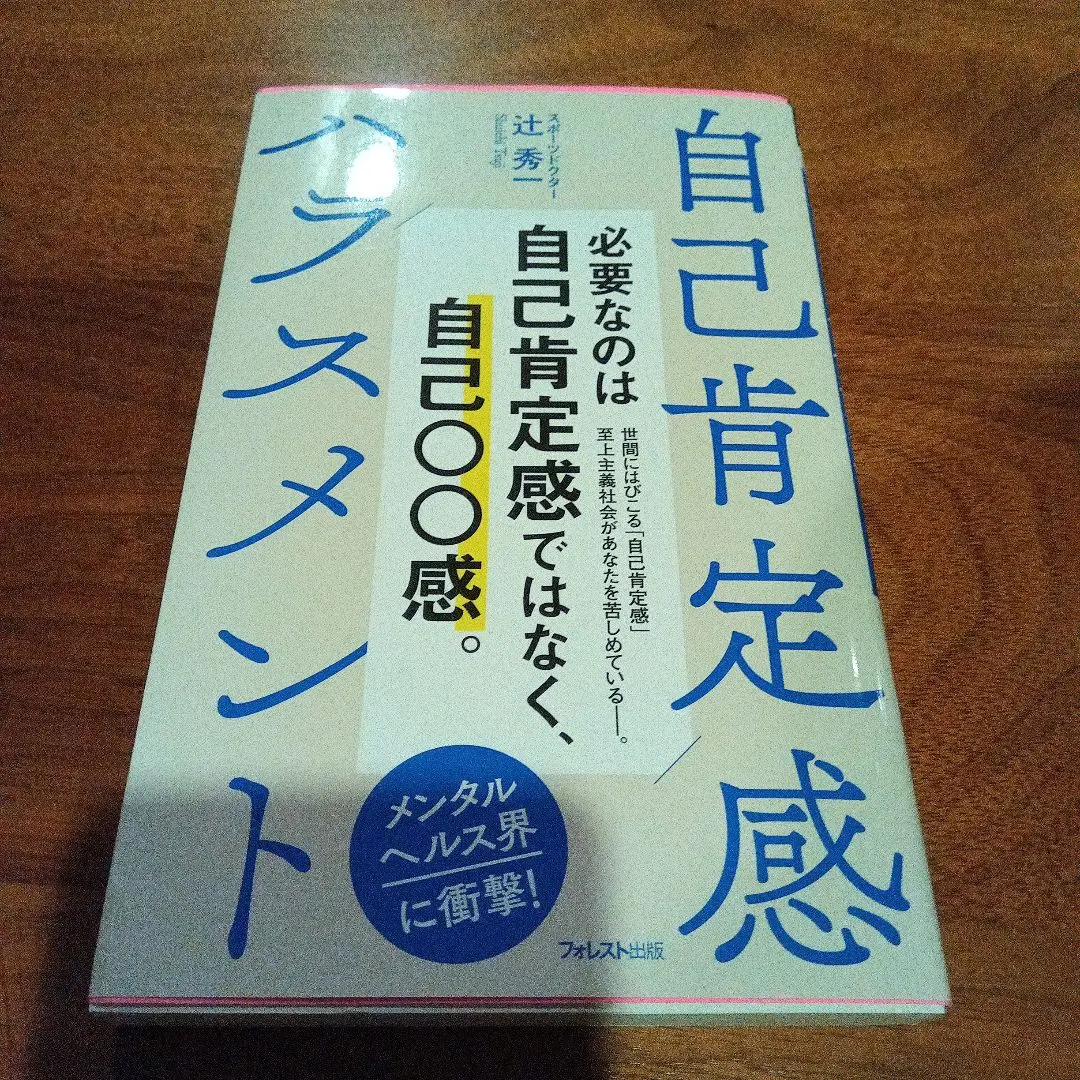 自己肯定感
ハラスメント
スポーツドクター
辻 秀一
Shuichi Tsuji
必要なのは
世間にはびこる「自己肯定感」
至上主義社会があなたを苦しめている――。
自己肯定感ではなく、
自己〇〇感。
メンタル
ヘルス界
に衝撃!
フォレスト出版